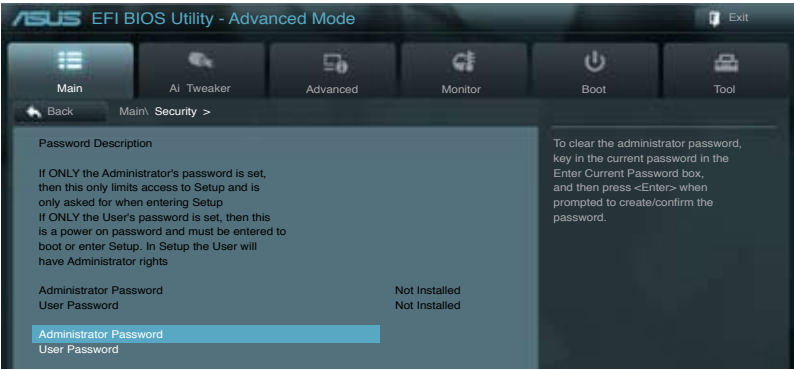 ASUS EFI BIOS Utility - Advanced Mode
Exit
Main
Ai Tweaker
Advanced
Monitor
Boot
Tool
Back
Main\ Security >
Password Description
If ONLY the Administrator's password is set,
then this only limits access to Setup and is
only asked for when entering Setup
If ONLY the User's password is set, then this
is a power on password and must be entered to
boot or enter Setup. In Setup the User will
have Administrator rights
Administrator Password Not Installed
User Password Not Installed
Administrator Password
User Password
To clear the administrator password,
key in the current password in the
Enter Current Password box,
and then press <Enter> when
prompted to create/confirm the
password.